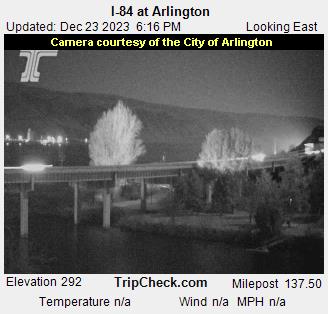 I-84 at Arlington
Updated: Dec 23 2023 6:16 PM Looking East
Camera courtesy of the City of Arlington
Elevation 292 TripCheck.com Milepost 137.50
Temperature n/a Wind n/a MPH n/a